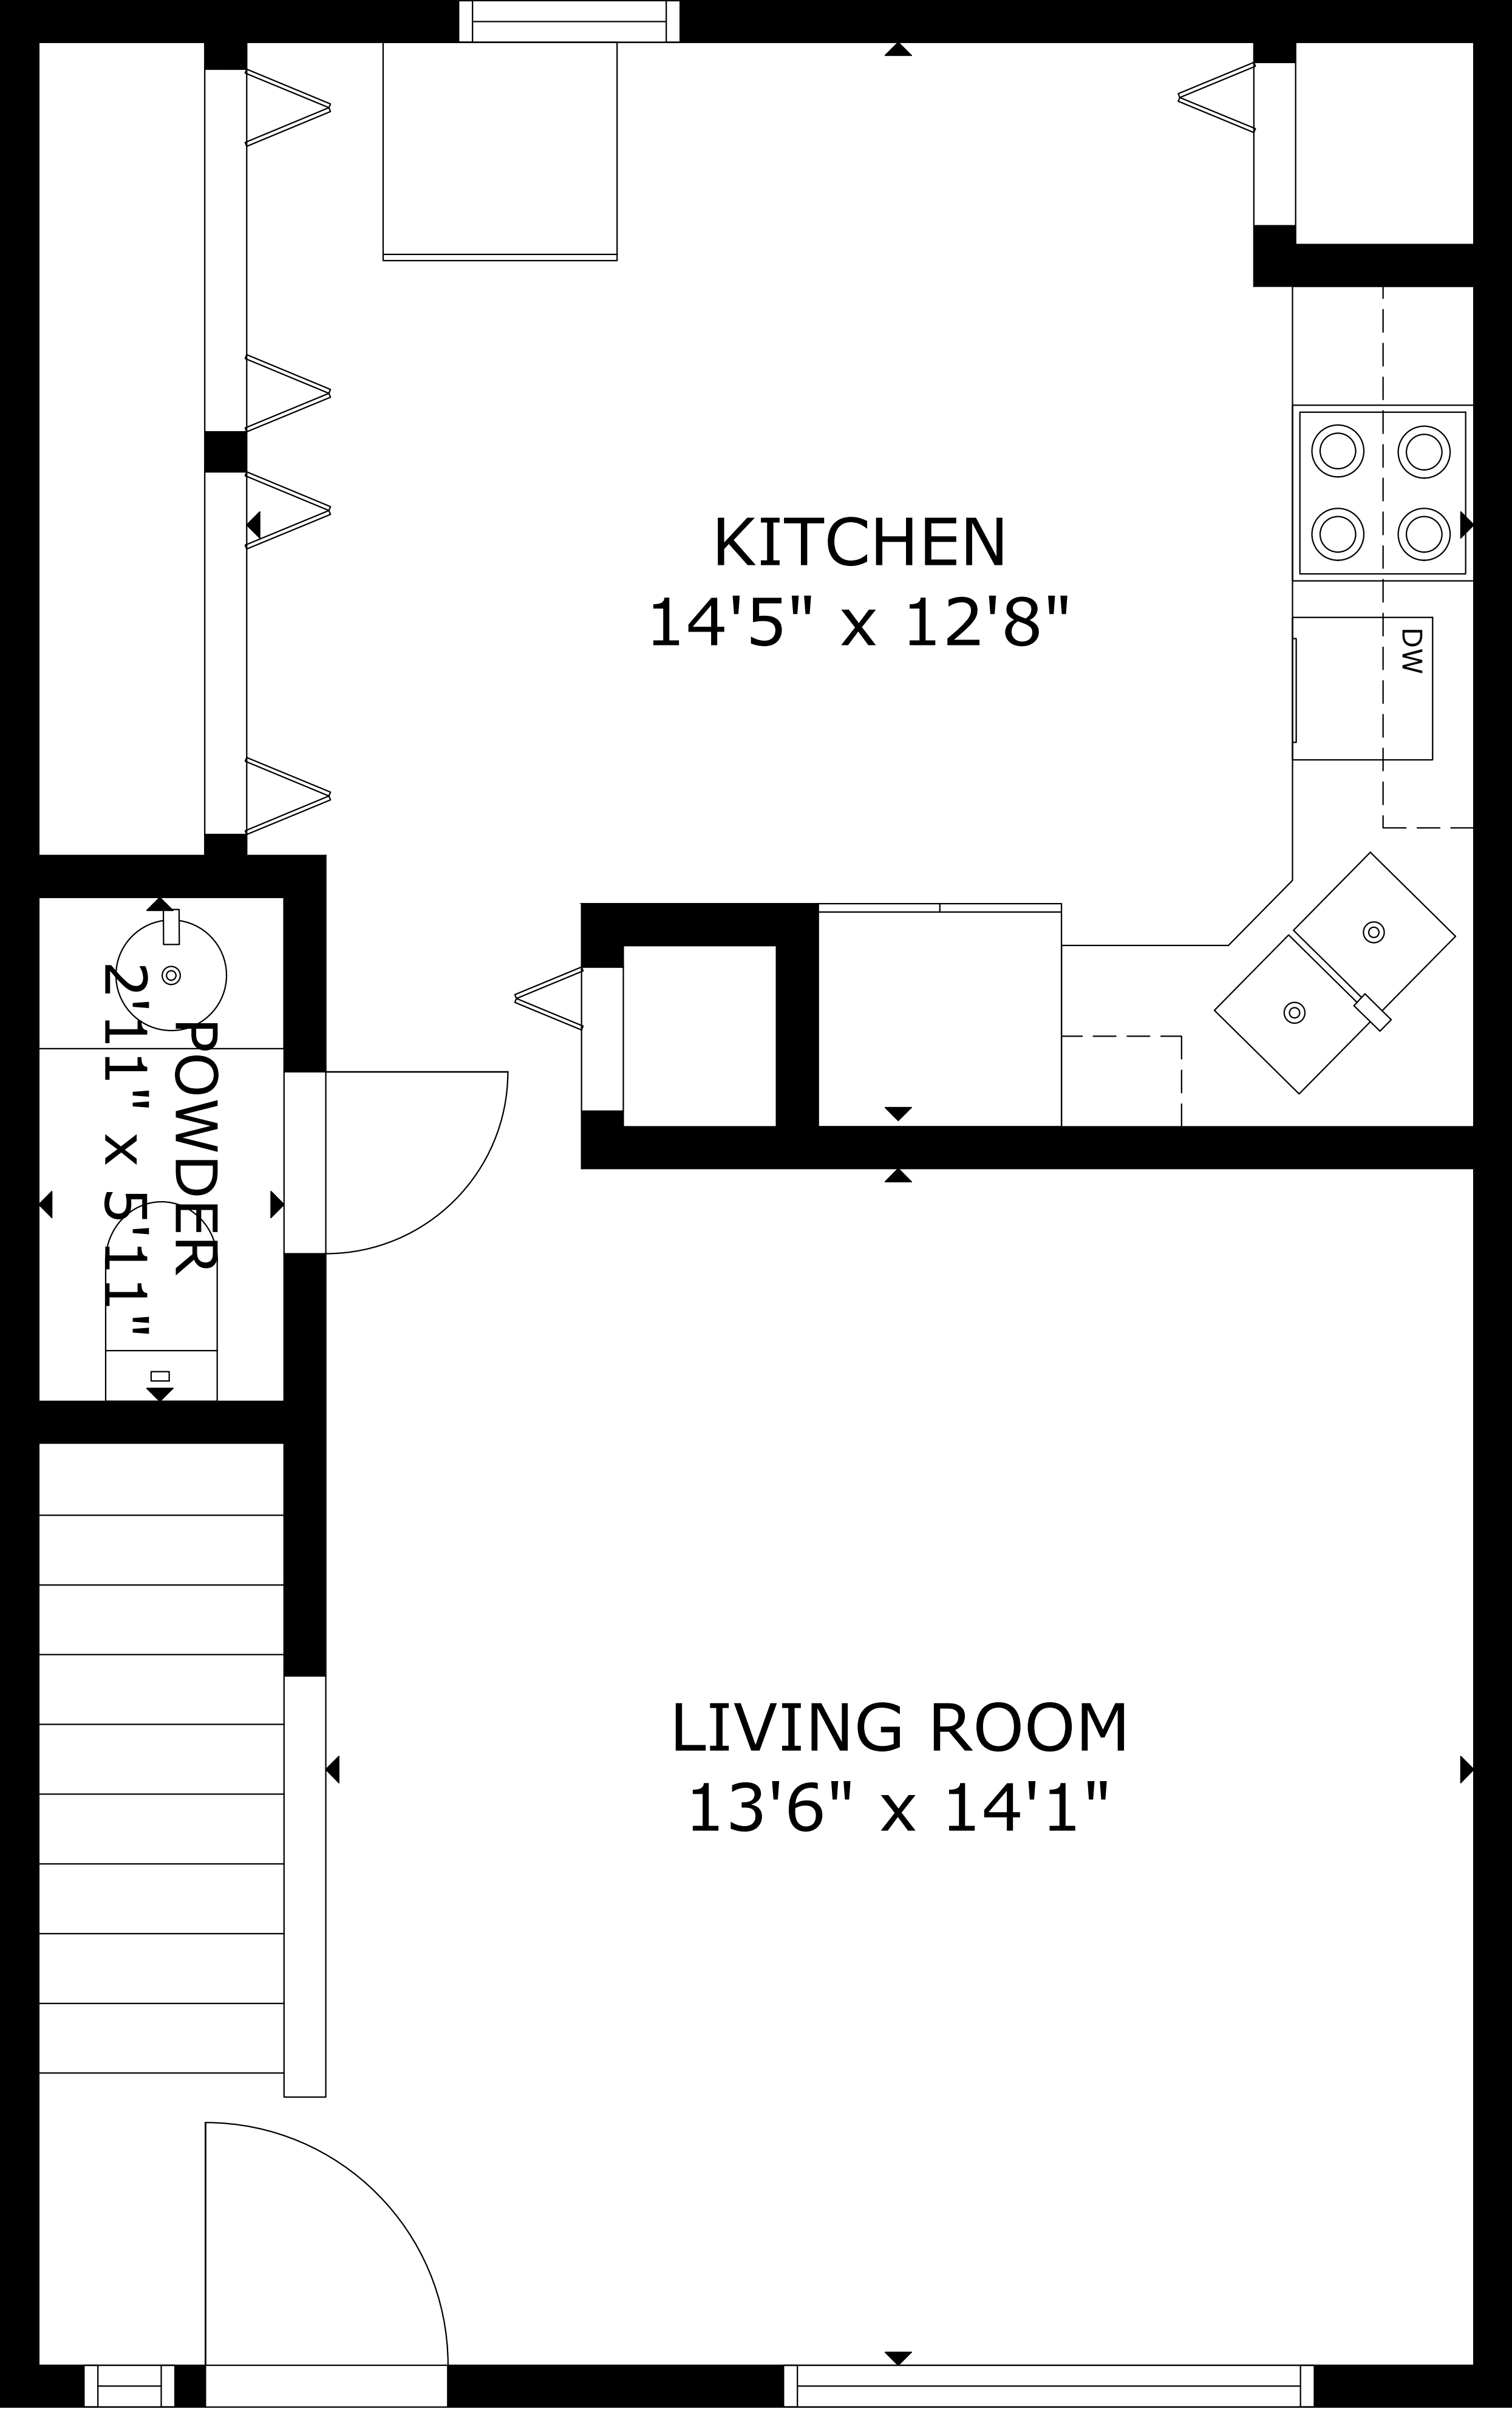 KITCHEN
14'5" x 12'8"
DW
POWDER
2'11" x 5'11"
LIVING ROOM
13'6" x 14'1"